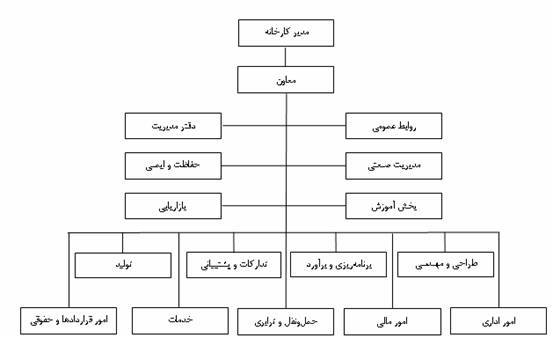 مدیر کارخانه
معاون
روابط عمومی
دفتر مدیریت
مدیریت صنعتی
حفاظت و ایمنی
بخش آموزش
بازاریابی
طراحی و مهندسی
برنامه‌ریزی و برآورد
تدارکات و پشتیبانی
تولید
امور اداری
امور مالی
حمل‌ونقل و ترابری
خدمات
امور قراردادها و حقوقی